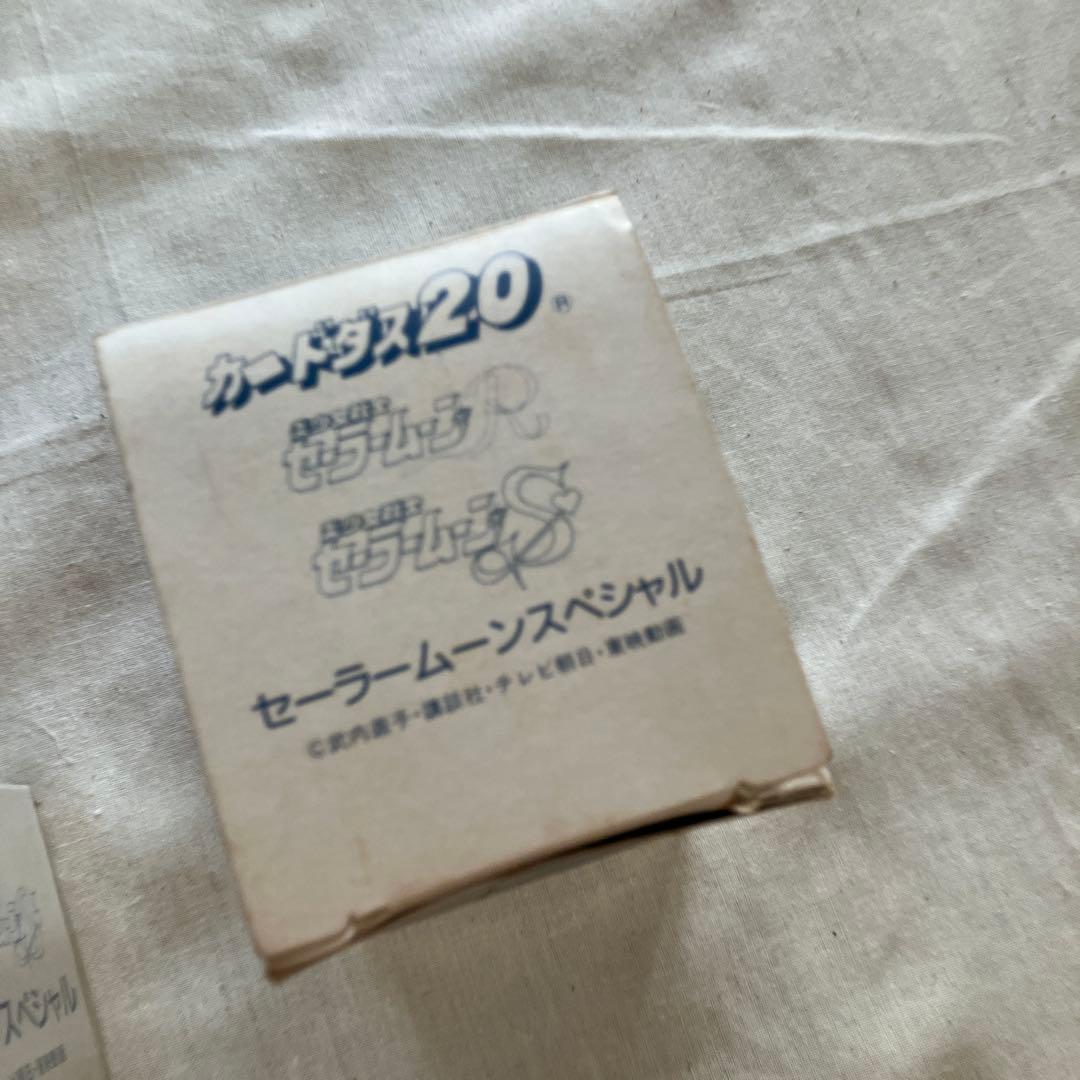 カードダス20®
美少女戦士
セーラームーンR
美少女戦士
セーラームーンS
セーラームーンスペシャル
©武内直子・講談社・テレビ朝日・東映動画
スペシャル